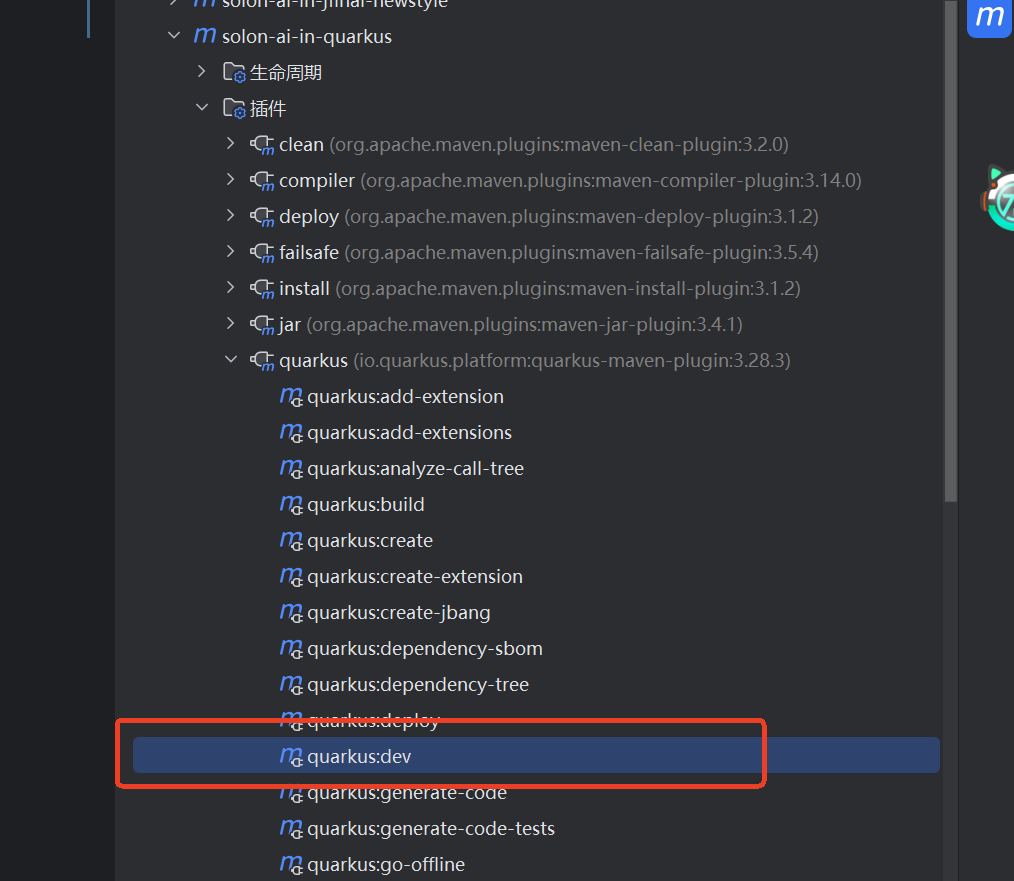 solon-ai-in-jfinal-newstyle
solon-ai-in-quarkus
生命周期
插件
clean (org.apache.maven.plugins:maven-clean-plugin:3.2.0)
compiler (org.apache.maven.plugins:maven-compiler-plugin:3.14.0)
deploy (org.apache.maven.plugins:maven-deploy-plugin:3.1.2)
failsafe (org.apache.maven.plugins:maven-failsafe-plugin:3.5.4)
install (org.apache.maven.plugins:maven-install-plugin:3.1.2)
jar (org.apache.maven.plugins:maven-jar-plugin:3.4.1)
quarkus (io.quarkus.platform:quarkus-maven-plugin:3.28.3)
quarkus:add-extension
quarkus:add-extensions
quarkus:analyze-call-tree
quarkus:build
quarkus:create
quarkus:create-extension
quarkus:create-jbang
quarkus:dependency-sbom
quarkus:dependency-tree
quarkus:deploy
quarkus:dev
quarkus:generate-code
quarkus:generate-code-tests
quarkus:go-offline